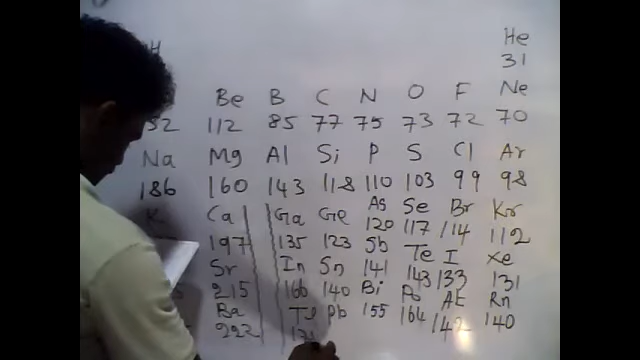 H He
31
Be B C N O F Ne
152 112 85 77 75 73 72 70
Na Mg Al Si P S Cl Ar
186 160 143 118 110 103 99 98
K Ca Ga Ge As Se Br Kr
197 135 123 120 117 114 112
Sr In Sn Sb Te I Xe
215 166 140 141 143 133 131
Ba Tl Pb Bi Po At Rn
222 171 155 164 142 140